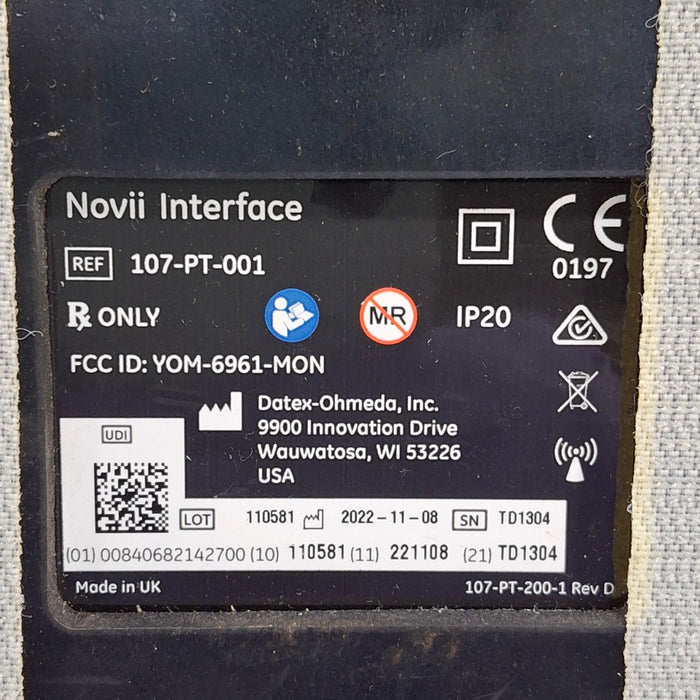 Novii Interface
REF 107-PT-001
CE
0197
Rx ONLY
MR
IP20
FCC ID: YOM-6961-MON
Datex-Ohmeda, Inc.
9900 Innovation Drive
Wauwatosa, WI 53226
USA
UDI
LOT 110581 2022-11-08 SN TD1304
(01) 00840682142700 (10) 110581 (11) 221108 (21) TD1304
Made in UK
107-PT-200-1 Rev D